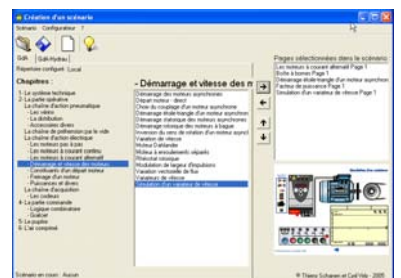 Création d'un scénario
Scénario Configurateur ?
GdA GdA-Hydrau
Répertoire configuré: Local
Chapitres :
1- Le système technique
2- La partie opérative
La chaîne d'action pneumatique
- Les vérins
- La distribution
- Accessoires divers
La chaîne de préhension par le vide
La chaîne d'action électrique
- Les moteurs pas à pas
- Les moteurs à courant continu
- Les moteurs à courant alternatif
- Démarrage et vitesse des moteurs
- Constituants d'un départ moteur
- Freinage d'un moteur
- Puissances et divers
La chaîne d'acquisition
- Les codeurs
4- La partie commande
- Logique combinatoire
- Grafcet
5- Le pupitre
6- L'air comprimé
- Démarrage et vitesse des m
Démarrage des moteurs asynchrones
Départ moteur - direct
Choix du couplage d'un moteur asynchrone
Démarrage étoile-triangle d'un moteur asynchron
Démarrage statorique des moteurs asynchrones
Démarrage rotorique des moteurs à bague
Inversion du sens de rotation d'un moteur asyncl
Variation de vitesse
Moteur Dahlander
Moteur à enroulements séparés
Rhéostat rotorique
Modulation de largeur d'impulsions
Variation vectorielle de flux
Variateurs de vitesse
Simulation d'un variateur de vitesse
Pages sélectionnées dans le scénario
Les moteurs à courant alternatif Page 1
Boîte à bornes Page 1
Démarrage étoile-triangle d'un moteur asynchron
Facteur de puissance Page 1
Simulation d'un variateur de vitesse Page 1
Scénario en cours : Aucun
© Thierry Schanen et Cyril Vids - 2005